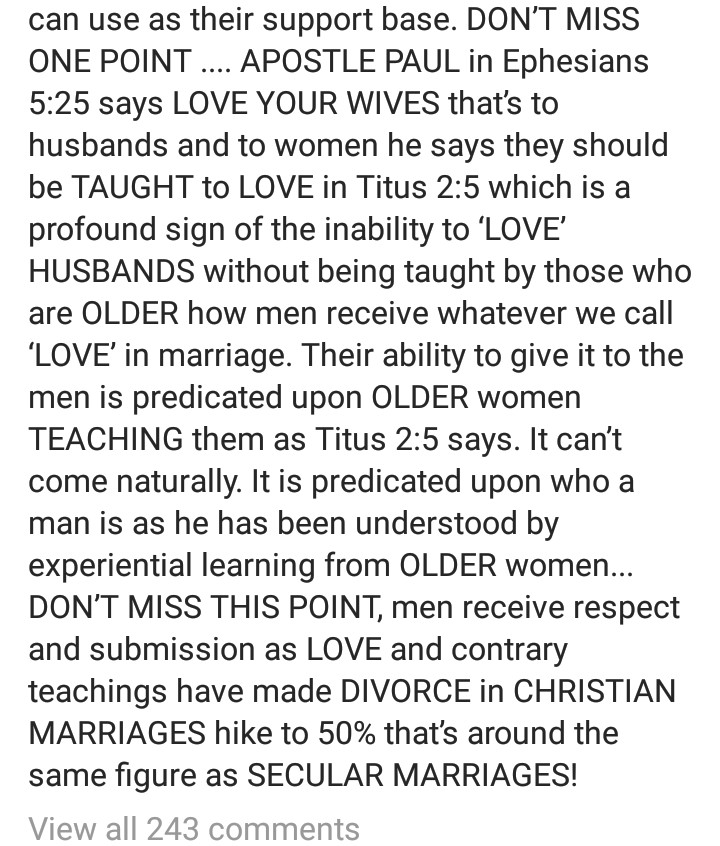 can use as their support base. DON’T MISS
ONE POINT .... APOSTLE PAUL in Ephesians
5:25 says LOVE YOUR WIVES that’s to
husbands and to women he says they should
be TAUGHT to LOVE in Titus 2:5 which is a
profound sign of the inability to ‘LOVE’
HUSBANDS without being taught by those who
are OLDER how men receive whatever we call
‘LOVE’ in marriage. Their ability to give it to the
men is predicated upon OLDER women
TEACHING them as Titus 2:5 says. It can’t
come naturally. It is predicated upon who a
man is as he has been understood by
experiential learning from OLDER women...
DON’T MISS THIS POINT, men receive respect
and submission as LOVE and contrary
teachings have made DIVORCE in CHRISTIAN
MARRIAGES hike to 50% that’s around the
same figure as SECULAR MARRIAGES!
View all 243 comments